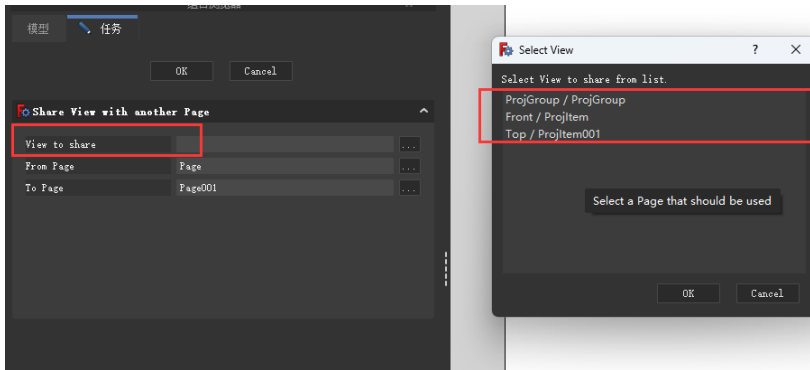 模型
任务
OK
Cancel
Share View with another Page
View to share
...
From Page
Page
...
To Page
Page001
...
Select View
?
Select View to share from list.
ProjGroup / ProjGroup
Front / ProjItem
Top / ProjItem001
Select a Page that should be used
OK
Cancel